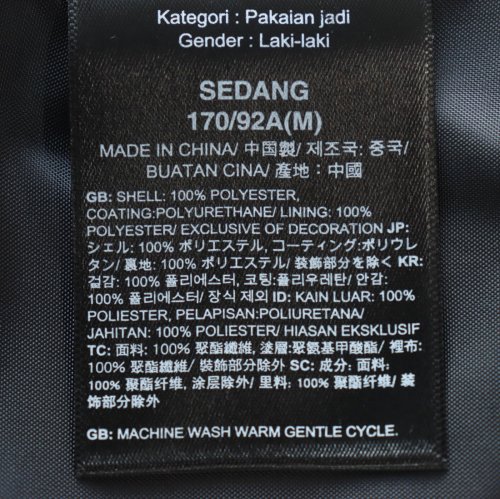 Kategori : Pakaian jadi
Gender : Laki-laki
SEDANG
170/92A(M)
MADE IN CHINA/ 中国製/ 제조국: 중국/
BUATAN CINA/ 產地：中國
GB: SHELL: 100% POLYESTER,
COATING:POLYURETHANE/ LINING: 100%
POLYESTER/ EXCLUSIVE OF DECORATION JP:
シェル: 100% ポリエステル, コーティング:ポリウレ
タン/ 裏地: 100% ポリエステル/ 装飾部分を除く KR:
겉감: 100% 폴리에스터, 코팅:폴리우레탄/ 안감:
100% 폴리에스터/ 장식 제외 ID: KAIN LUAR: 100%
POLIESTER, PELAPISAN:POLIURETANA/
JAHITAN: 100% POLIESTER/ HIASAN EKSKLUSIF
TC: 面料: 100% 聚酯纖維, 塗層:聚氨基甲酸酯/ 裡布:
100% 聚酯纖維/ 裝飾部分除外 SC: 成分: 面料:
100% 聚酯纤维, 涂层除外/ 里料: 100% 聚酯纤维/ 装
饰部分除外
GB: MACHINE WASH WARM GENTLE CYCLE.